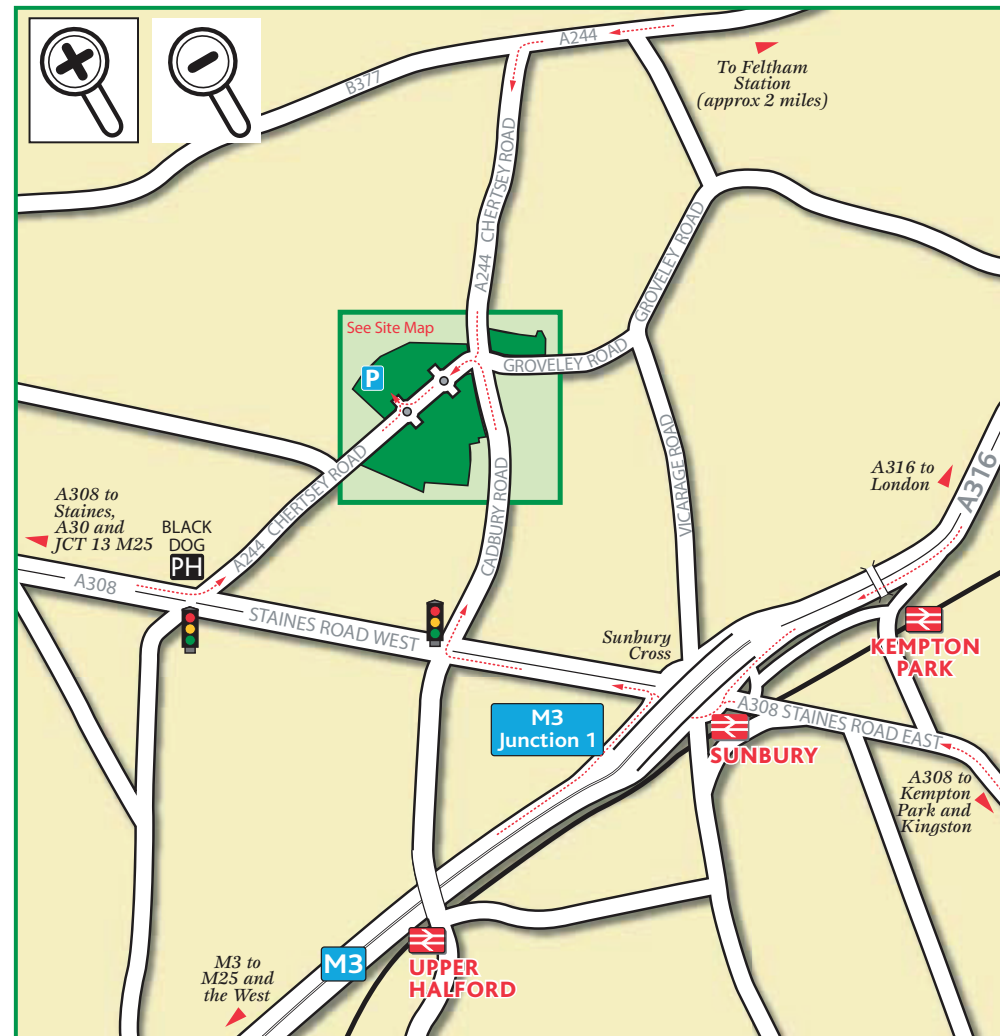 A244
B377
To Feltham
Station
(approx 2 miles)
A244 CHERTSEY ROAD
GROVELEY ROAD
See Site Map
P
GROVELEY ROAD
A244 CHERTSEY ROAD
CADBURY ROAD
VICARAGE ROAD
A316 to
London
A316
A308 to
Staines,
A30 and
JCT 13 M25
BLACK
DOG
PH
A308
STAINES ROAD WEST
Sunbury
Cross
KEMPTON
PARK
M3
Junction 1
A308 STAINES ROAD EAST
SUNBURY
A308 to
Kempton
Park and
Kingston
M3 to
M25 and
the West
M3
UPPER
HALFORD